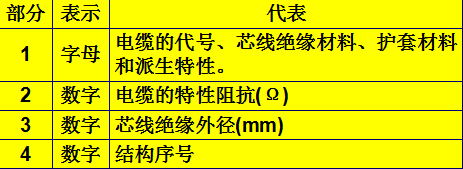 部分 表示 代表
1 字母 电缆的代号、芯线绝缘材料、护套材料
和派生特性。
2 数字 电缆的特性阻抗(Ω)
3 数字 芯线绝缘外径(mm)
4 数字 结构序号